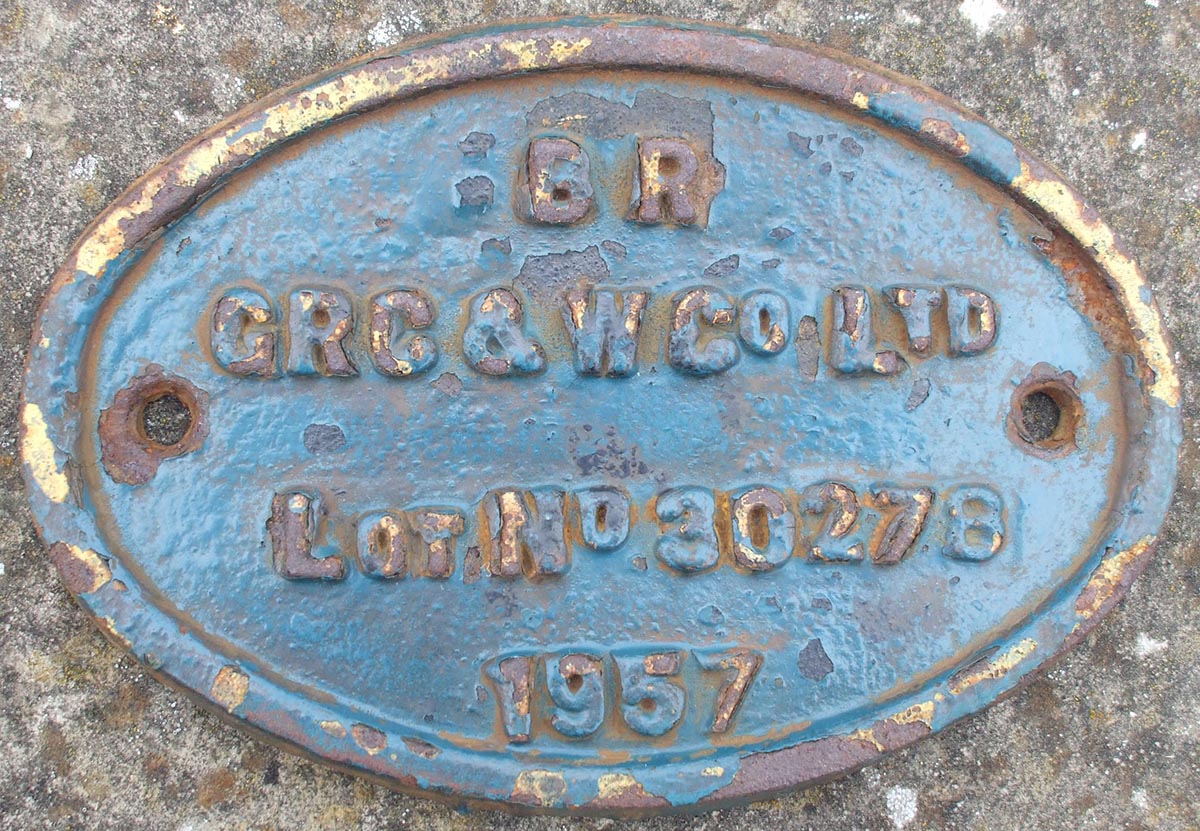 BR
GRC & W Co LTD
LOT No 30278
1957